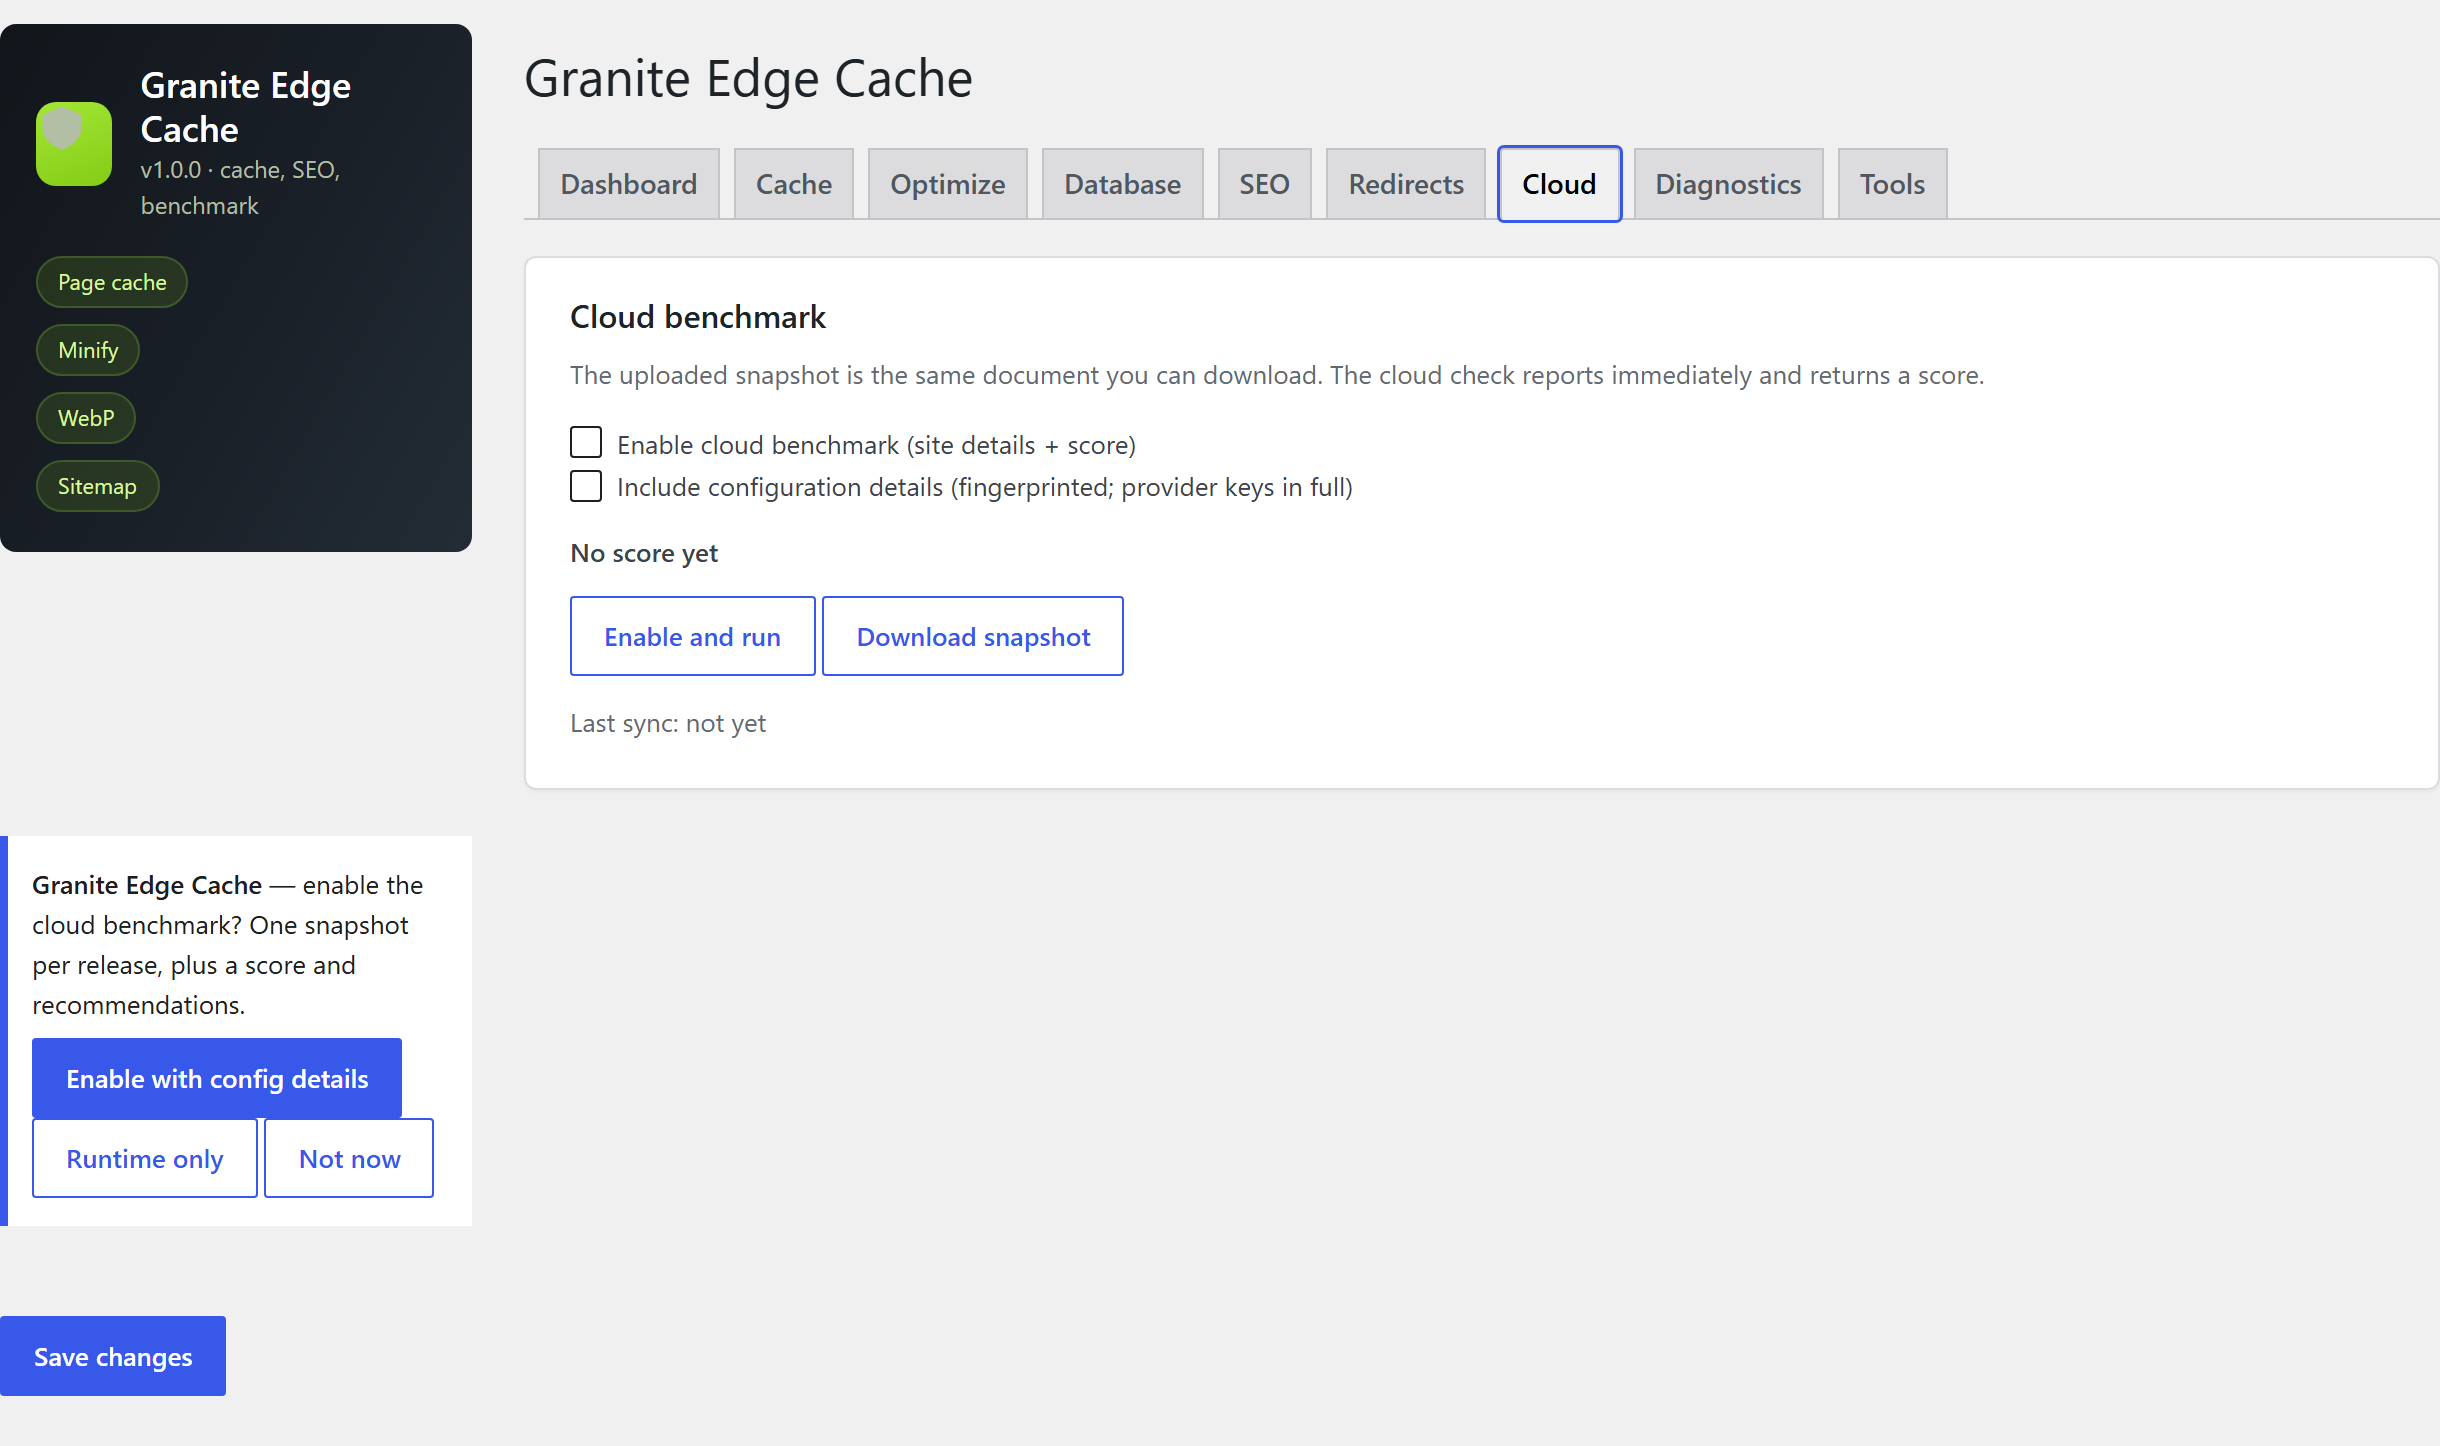 Granite Edge
Cache
v1.0.0 · cache, SEO,
benchmark
Page cache
Minify
WebP
Sitemap
Granite Edge Cache
Dashboard
Cache
Optimize
Database
SEO
Redirects
Cloud
Diagnostics
Tools
Cloud benchmark
The uploaded snapshot is the same document you can download. The cloud check reports immediately and returns a score.
Enable cloud benchmark (site details + score)
Include configuration details (fingerprinted; provider keys in full)
No score yet
Enable and run
Download snapshot
Last sync: not yet
Granite Edge Cache — enable the
cloud benchmark? One snapshot
per release, plus a score and
recommendations.
Enable with config details
Runtime only
Not now
Save changes